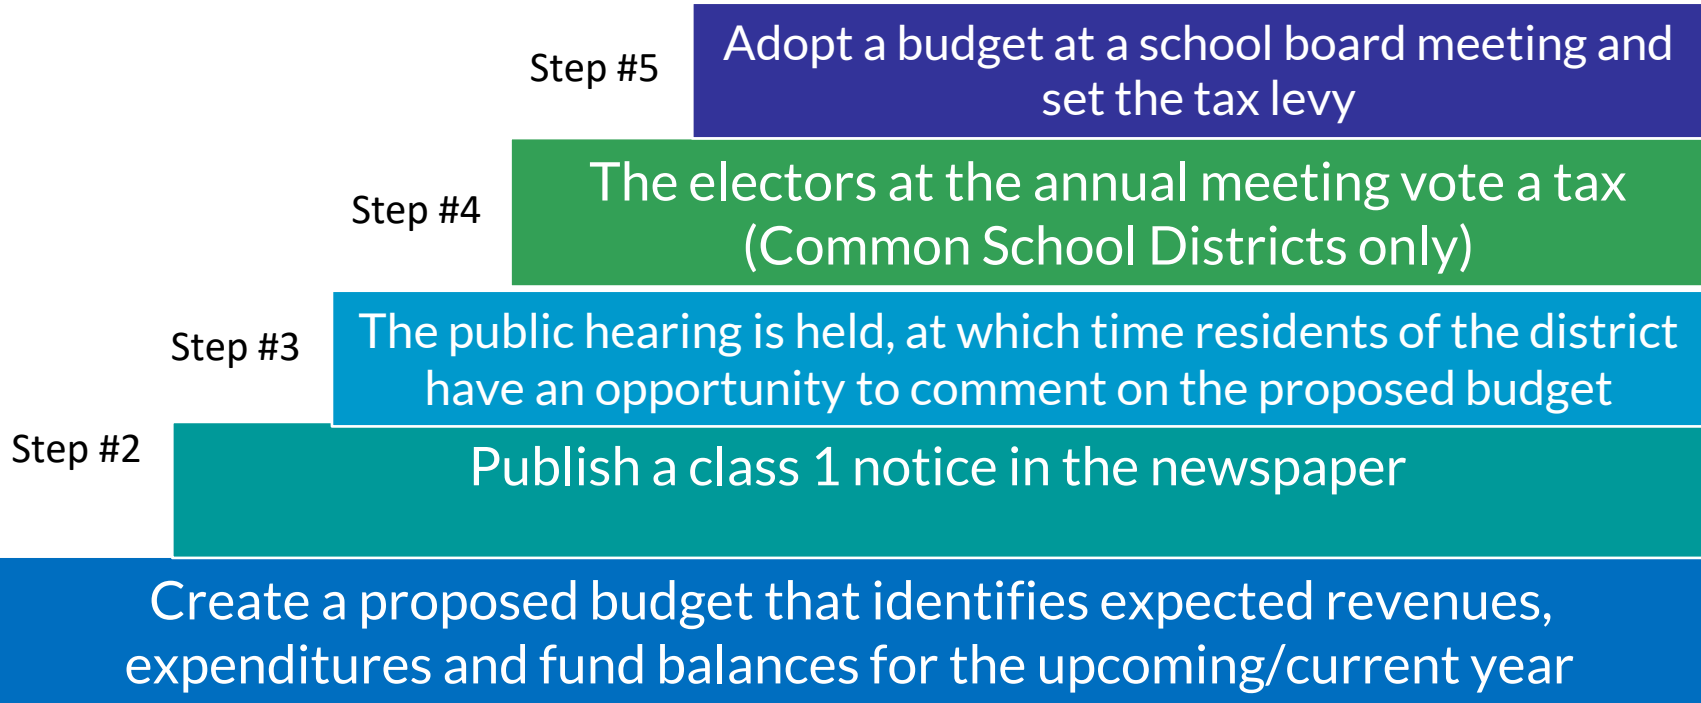 Step #5
Adopt a budget at a school board meeting and
set the tax levy
Step #4
The electors at the annual meeting vote a tax
(Common School Districts only)
Step #3
The public hearing is held, at which time residents of the district
have an opportunity to comment on the proposed budget
Step #2
Publish a class 1 notice in the newspaper
Create a proposed budget that identifies expected revenues,
expenditures and fund balances for the upcoming/current year